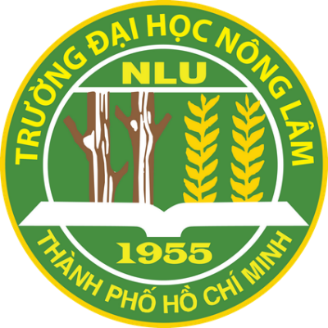 TRƯỜNG ĐẠI HỌC NÔNG LÂM
NLU
1955
THÀNH PHỐ HỒ CHÍ MINH